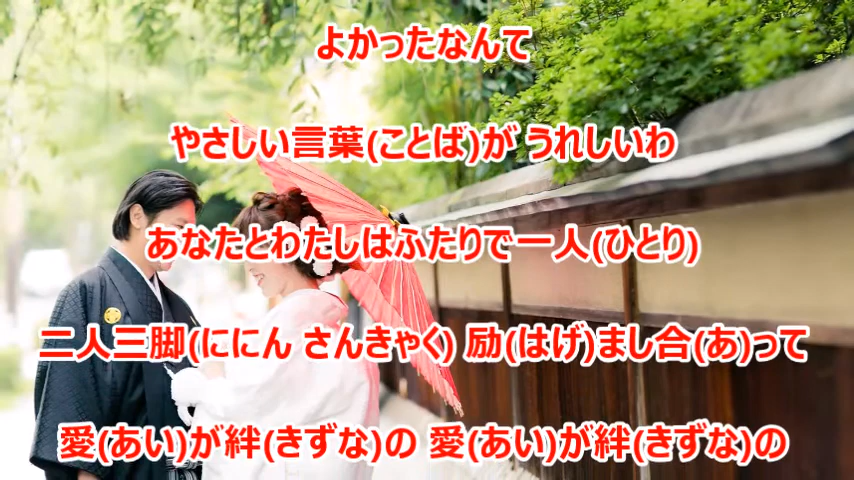 よかったなんて
やさしい言葉(ことば)が うれしいわ
あなたとわたしはふたりで一人(ひとり)
二人三脚(ににん さんきゃく) 励(はげ)まし合(あ)って
愛(あい)が絆(きずな)の 愛(あい)が絆(きずな)の